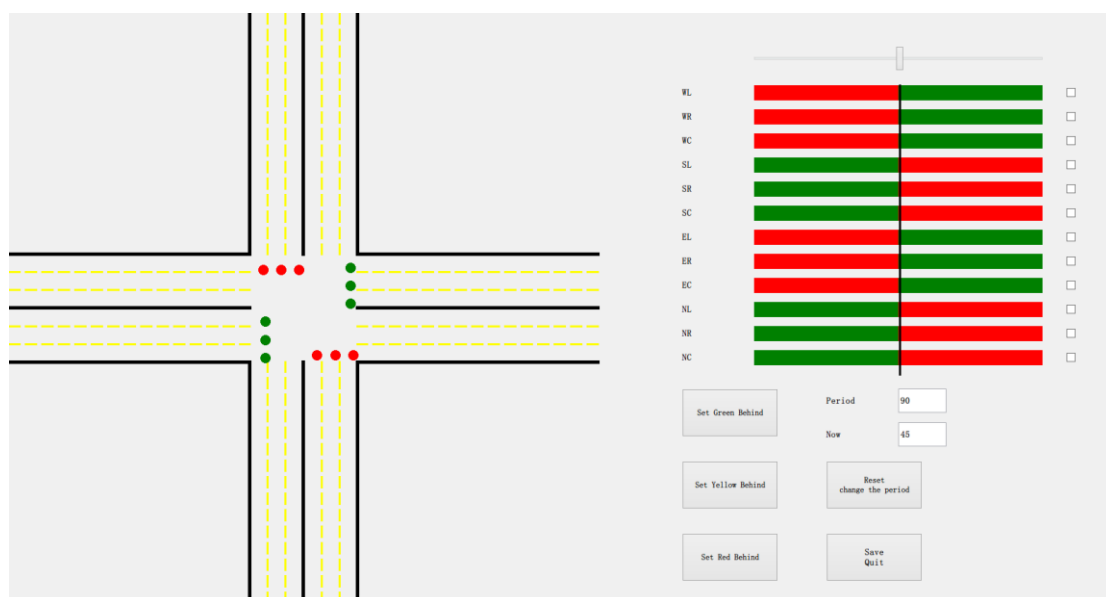 WL
WR
WC
SL
SR
SC
EL
ER
EC
NL
NR
NC
Set Green Behind
Period
90
Now
45
Set Yellow Behind
Reset
change the period
Set Red Behind
Save
Quit